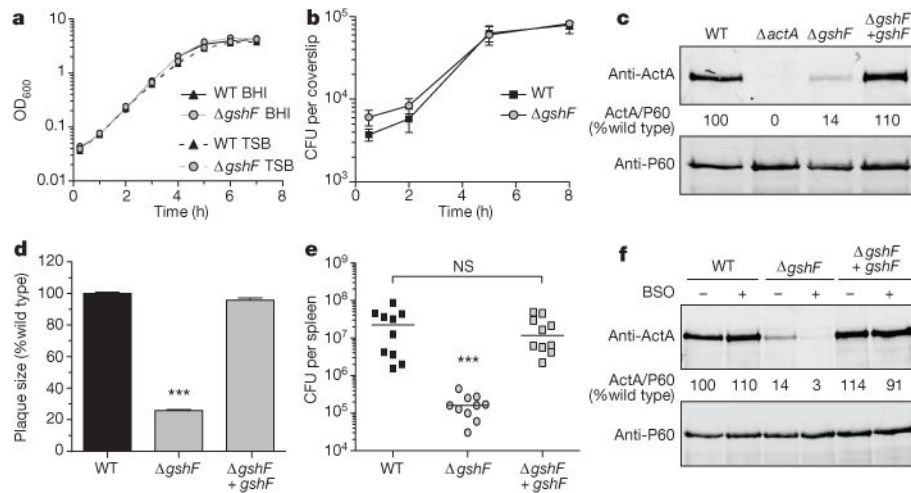 a
OD600
10
1
0.1
0.01
WT BHI
ΔgshF BHI
WT TSB
ΔgshF TSB
0 2 4 6 8
Time (h)
b
CFU per coverslip
10^5
10^4
10^3
WT
ΔgshF
0 2 4 6 8
Time (h)
c
WT ΔactA ΔgshF ΔgshF
+gshF
Anti-ActA
ActA/P60
(%wild type)
100 0 14 110
Anti-P60
d
Plaque size (%wild type)
120
100
80
60
40
20
0
***
WT ΔgshF ΔgshF
+ gshF
e
CFU per spleen
NS
10^9
10^8
10^7
10^6
10^5
10^4
***
WT ΔgshF ΔgshF
+ gshF
f
WT ΔgshF ΔgshF
+ gshF
BSO
– + – + – +
Anti-ActA
ActA/P60
(%wild type)
100 110 14 3 114 91
Anti-P60